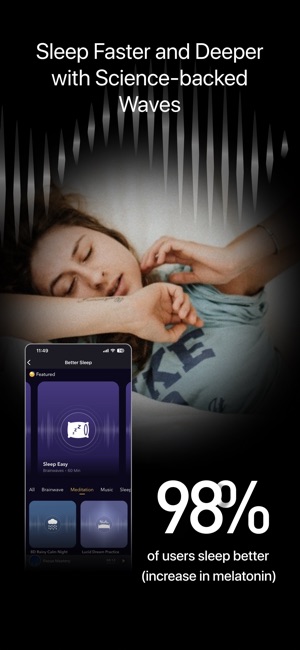 Sleep Faster and Deeper
with Science-backed
Waves
11:49
Better Sleep
Featured
Sleep Easy
Brainwaves • 60 Min
All Brainwave Meditation Music Sleep
98%
of users sleep better
(increase in melatonin)